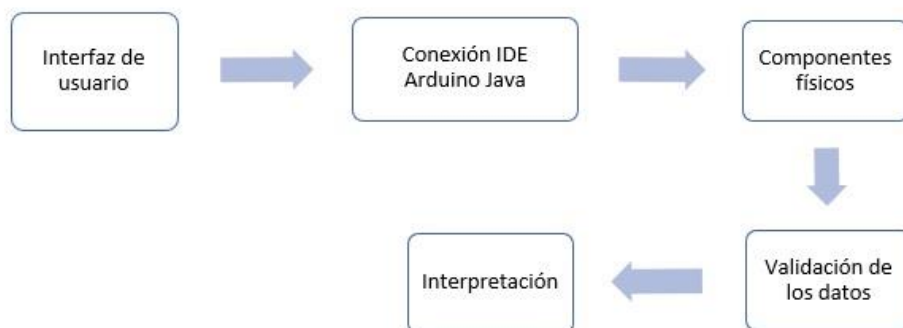 Interfaz de
usuario
Conexión IDE
Arduino Java
Componentes
físicos
Validación de
los datos
Interpretación